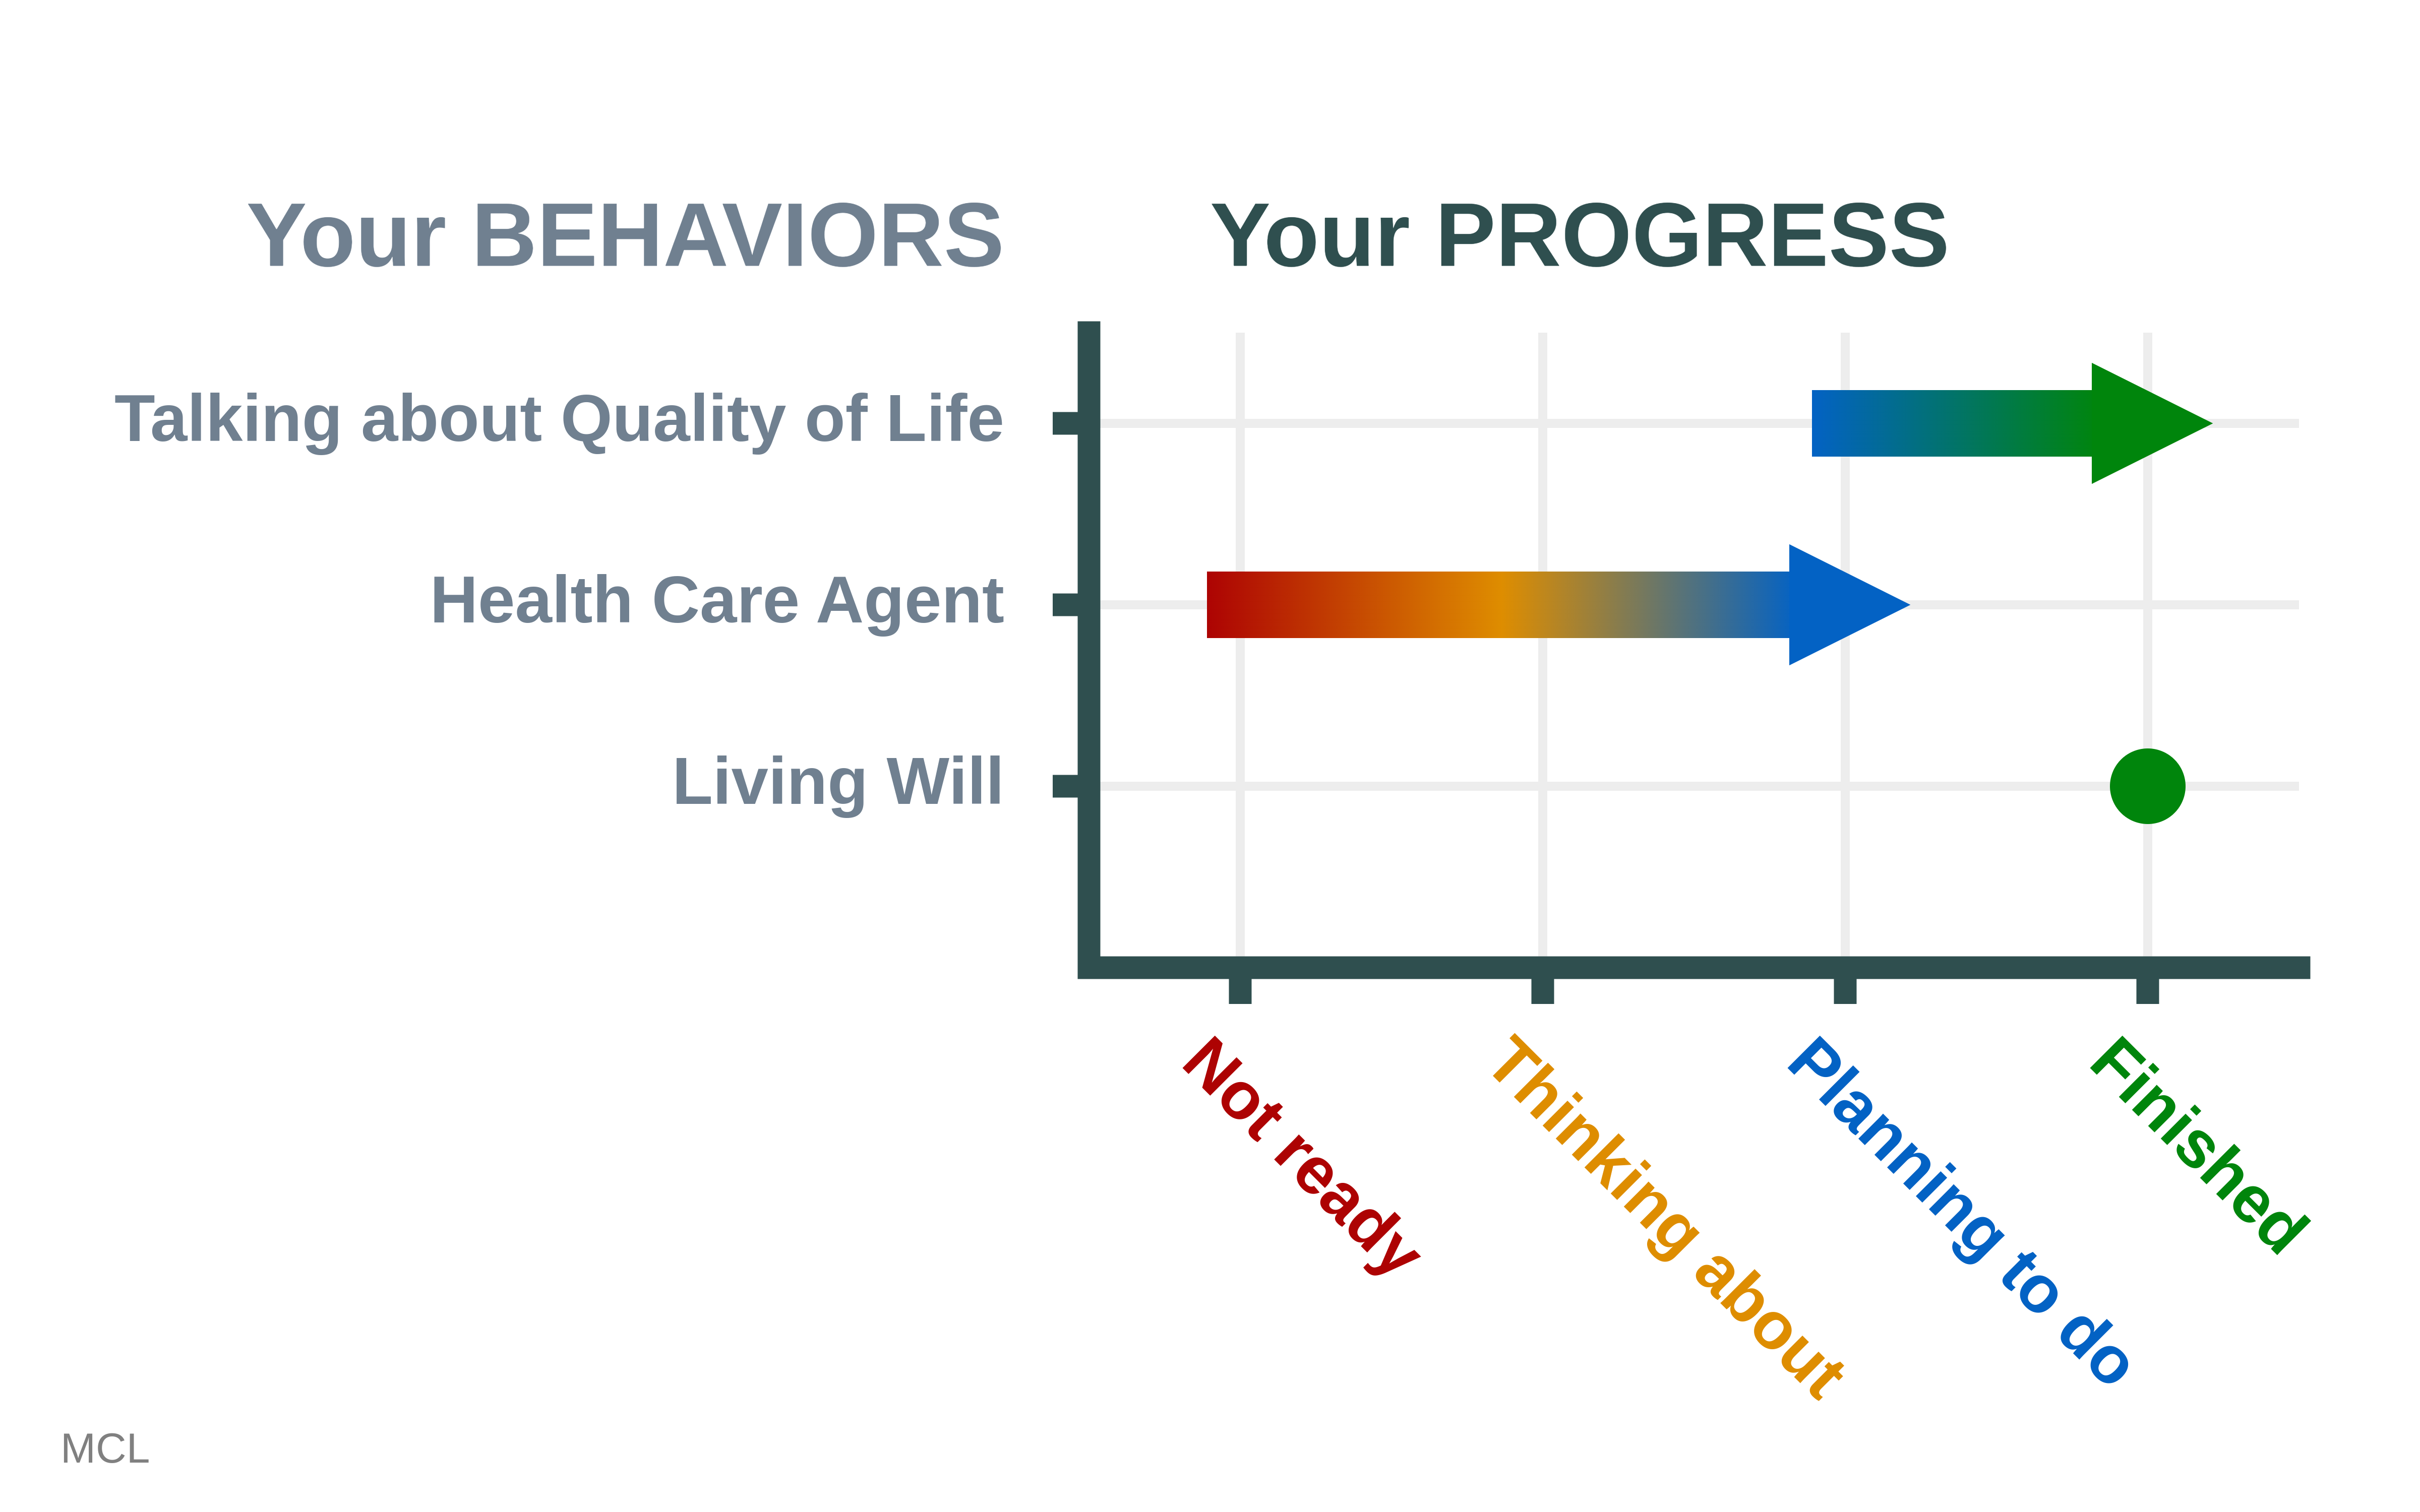 Your BEHAVIORS
Your PROGRESS
Talking about Quality of Life
Health Care Agent
Living Will
Not ready
Thinking about
Planning to do
Finished
MCL